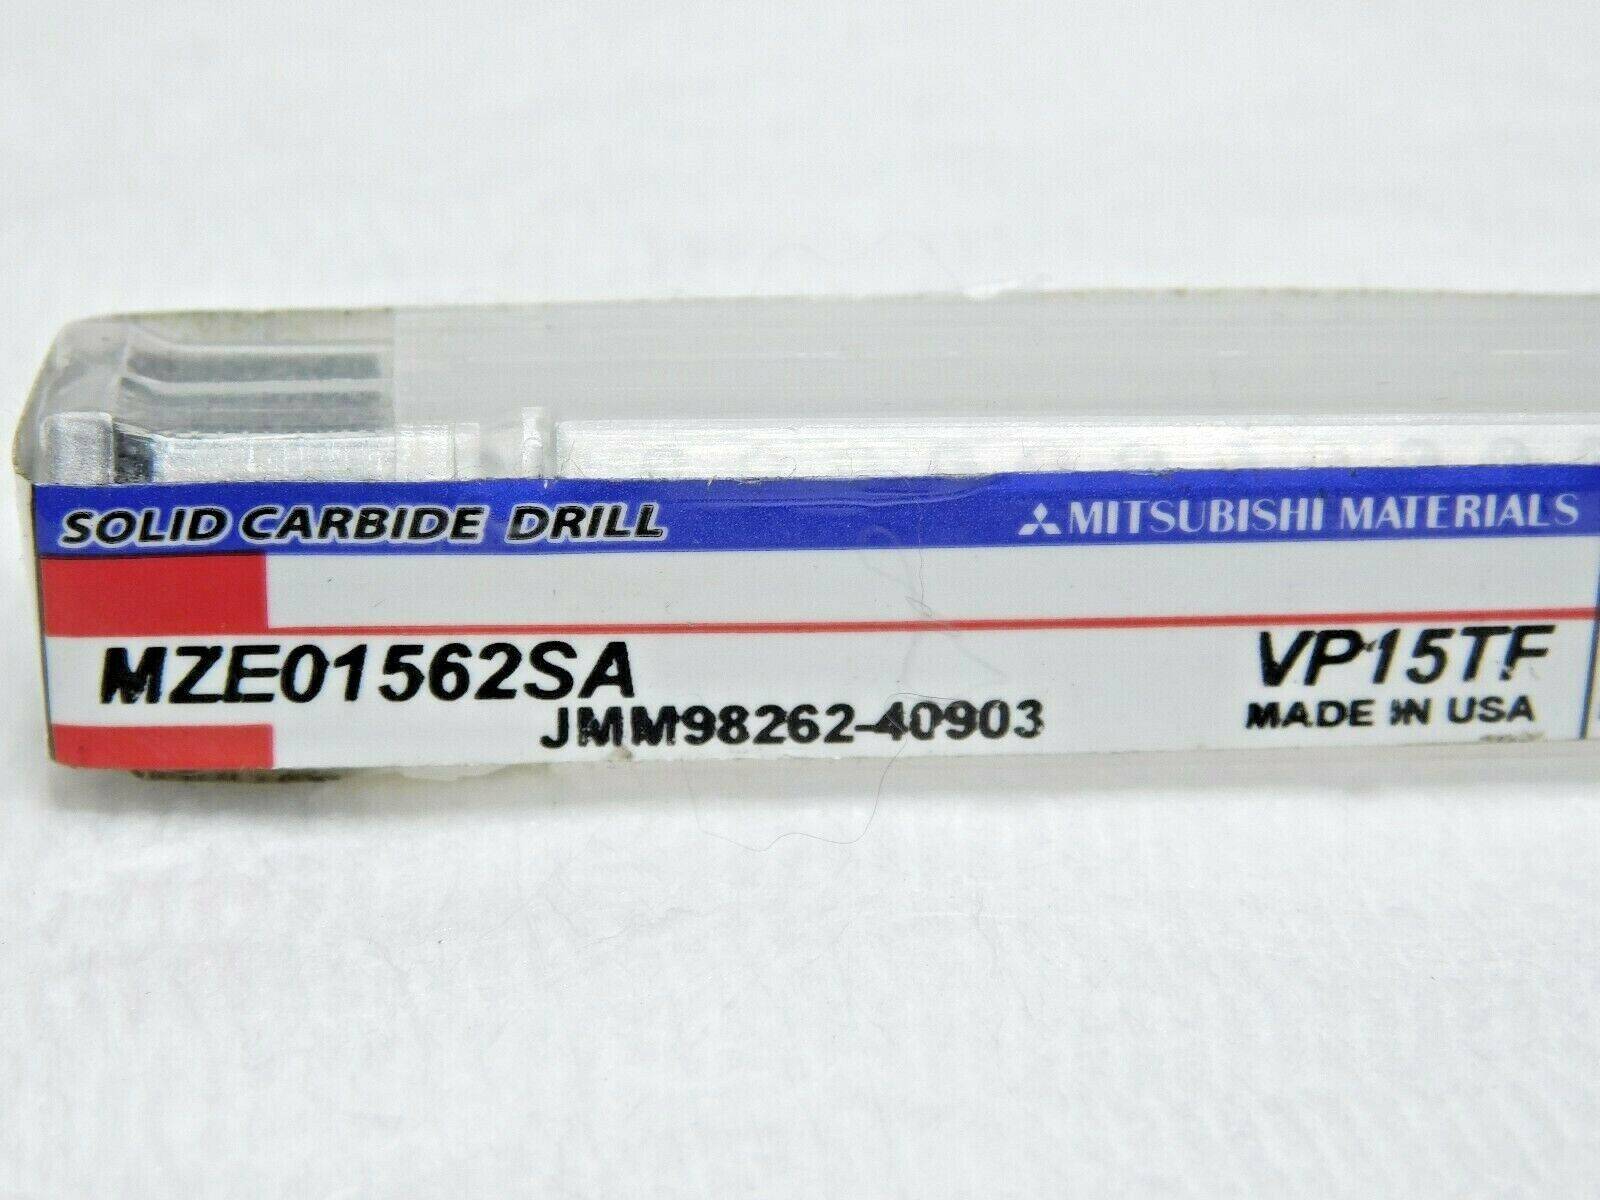 SOLID CARBIDE DRILL MITSUBISHI MATERIALS
MZE01562SA VP15TF
JMM98262-40903 MADE IN USA